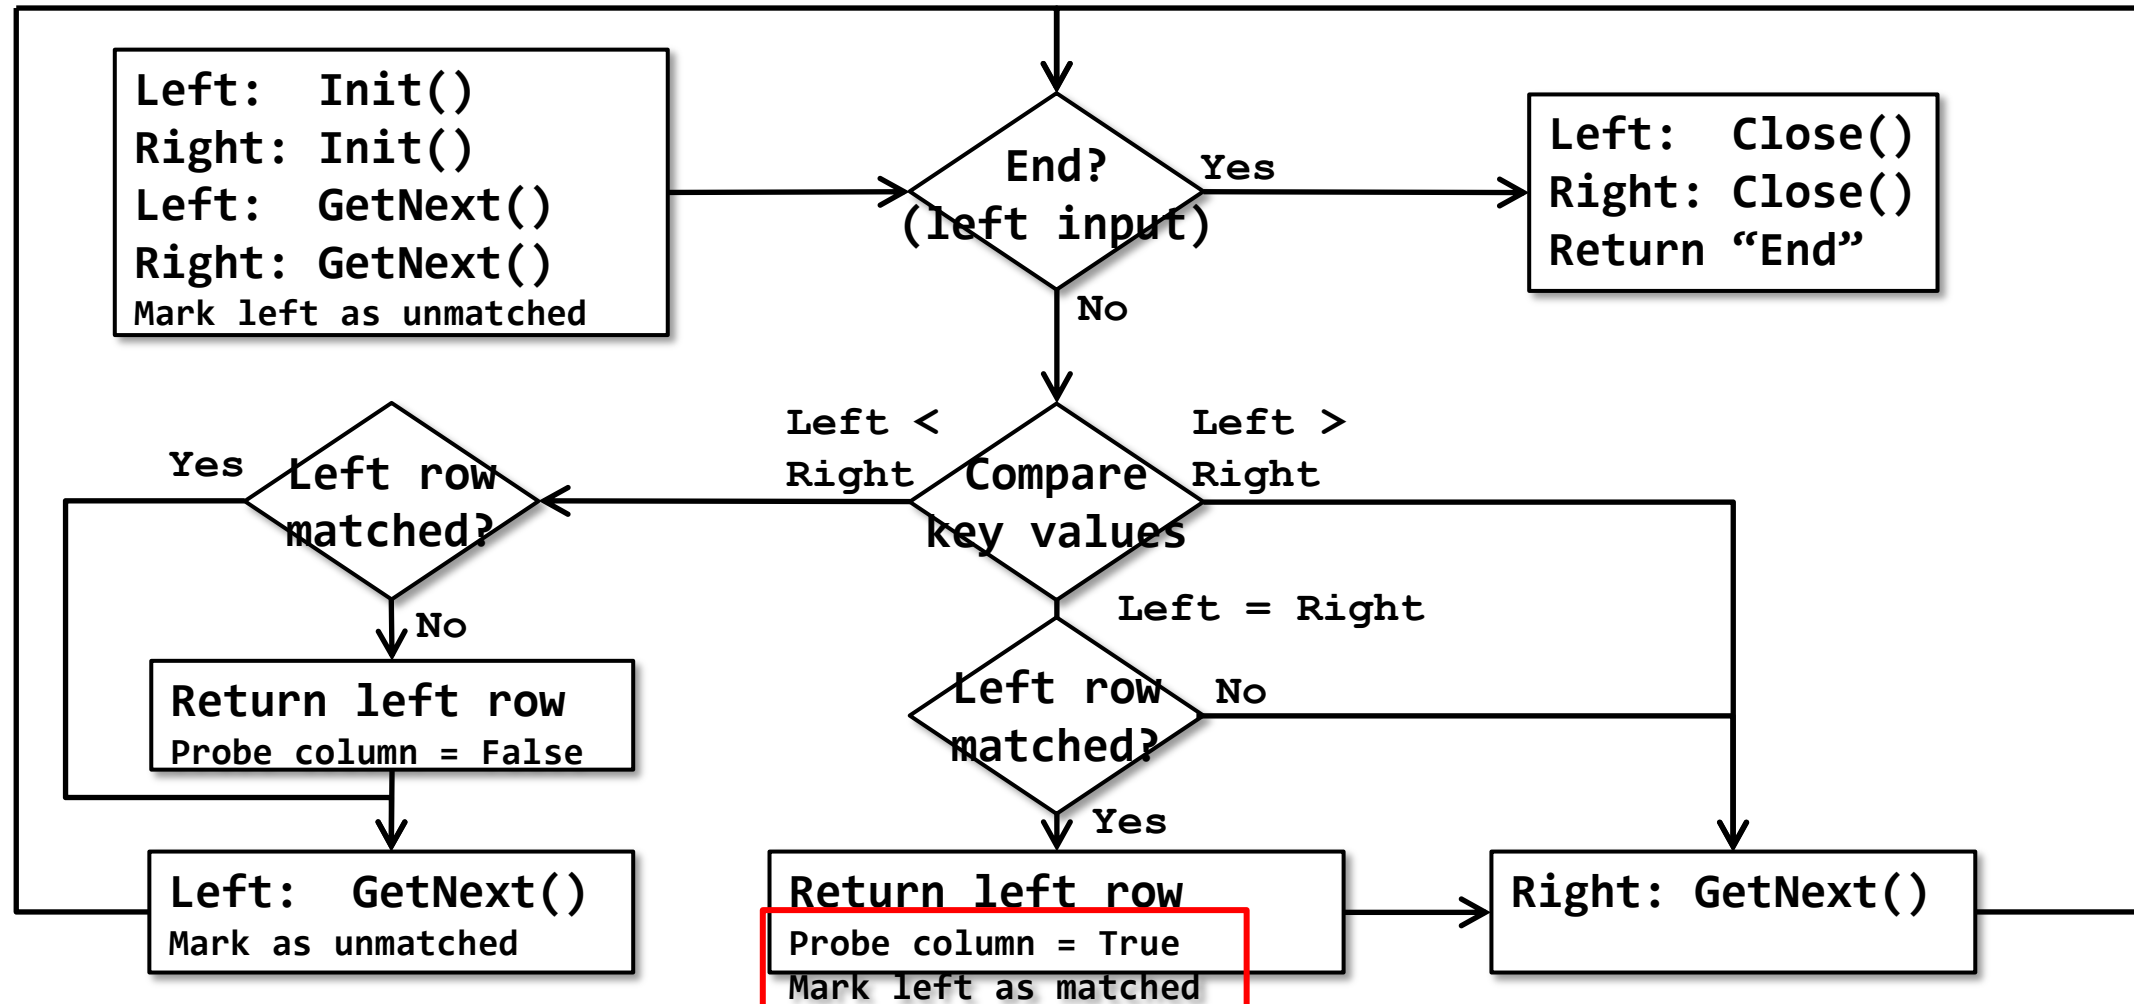 Left:  Init()
Right: Init()
Left:  GetNext()
Right: GetNext()
Mark left as unmatched
End?
(left input)
Yes
No
Left:  Close()
Right: Close()
Return “End”
Left <
Right
Compare
key values
Left >
Right
Left = Right
Yes
Left row
matched?
No
Return left row
Probe column = False
Left:  GetNext()
Mark as unmatched
Left row
matched?
No
Yes
Return left row
Probe column = True
Mark left as matched
Right: GetNext()